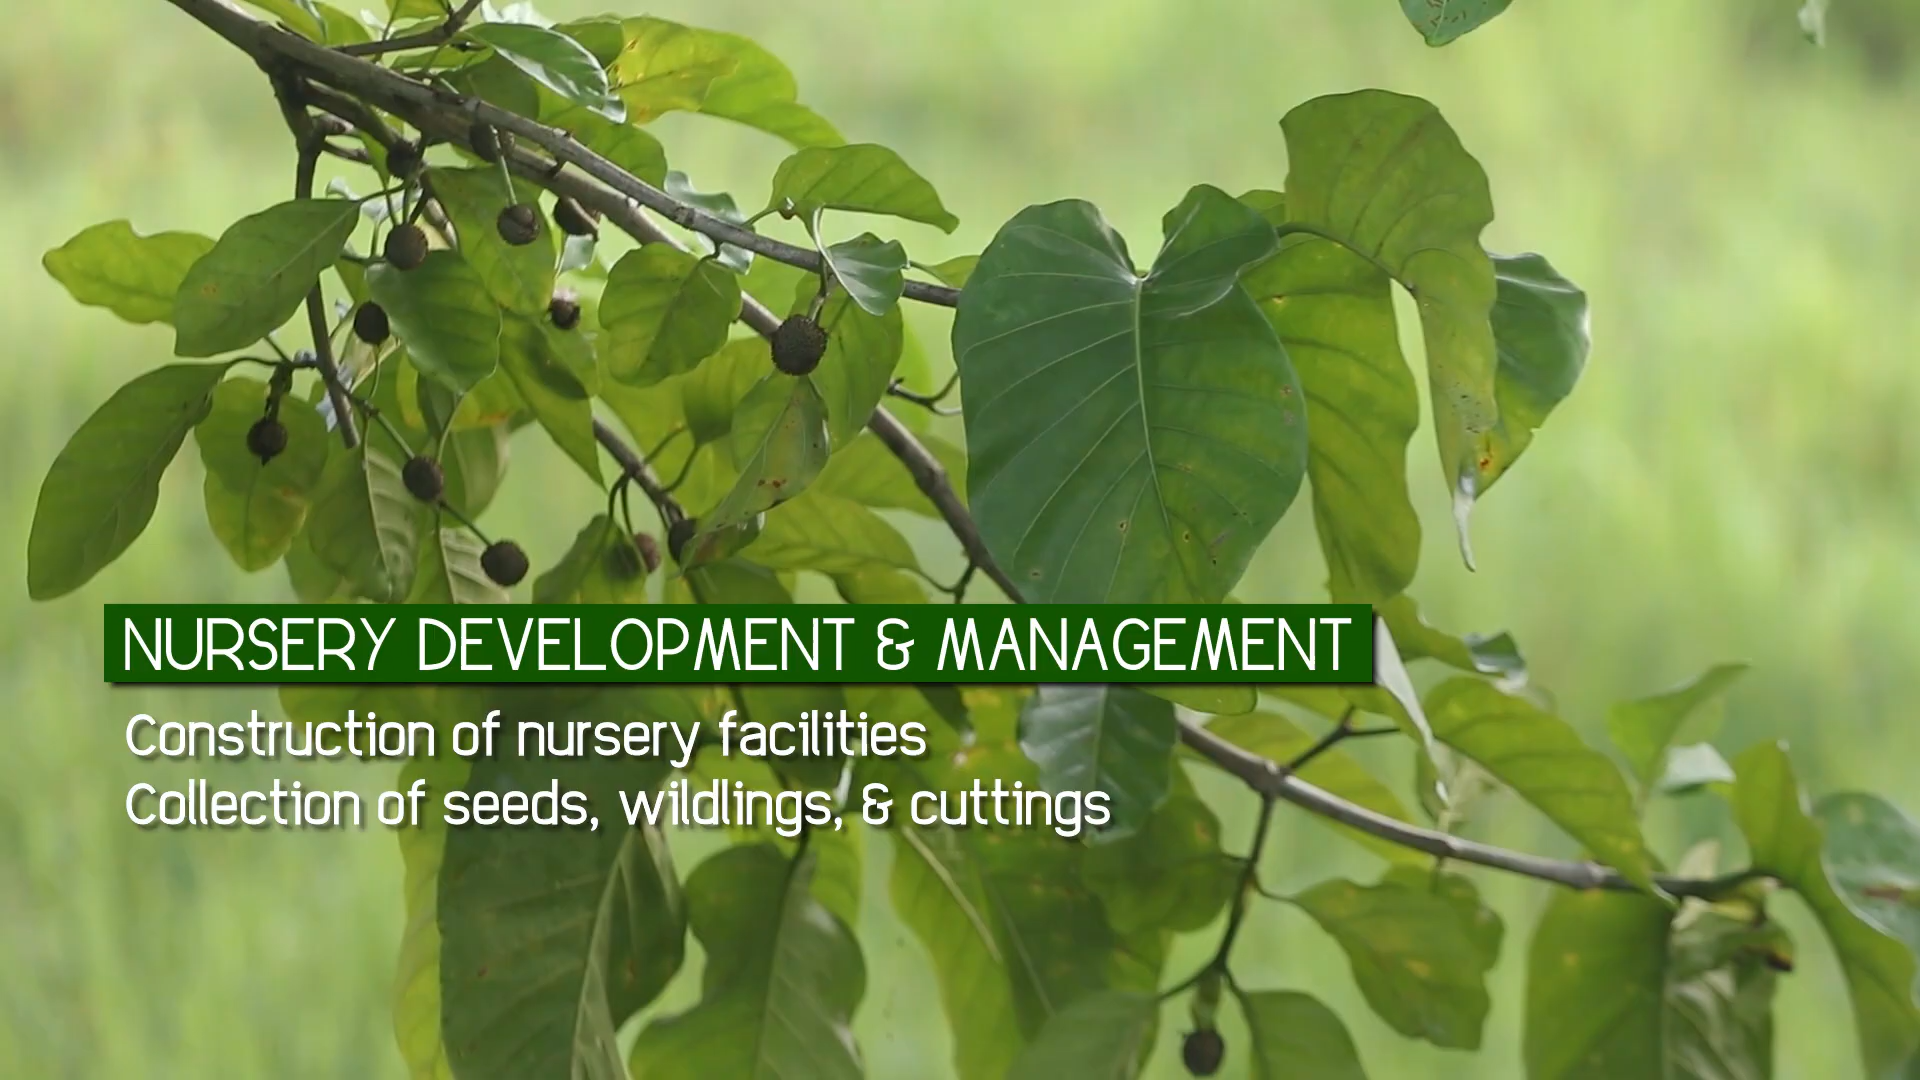 NURSERY DEVELOPMENT & MANAGEMENT
Construction of nursery facilities
Collection of seeds, wildlings, & cuttings